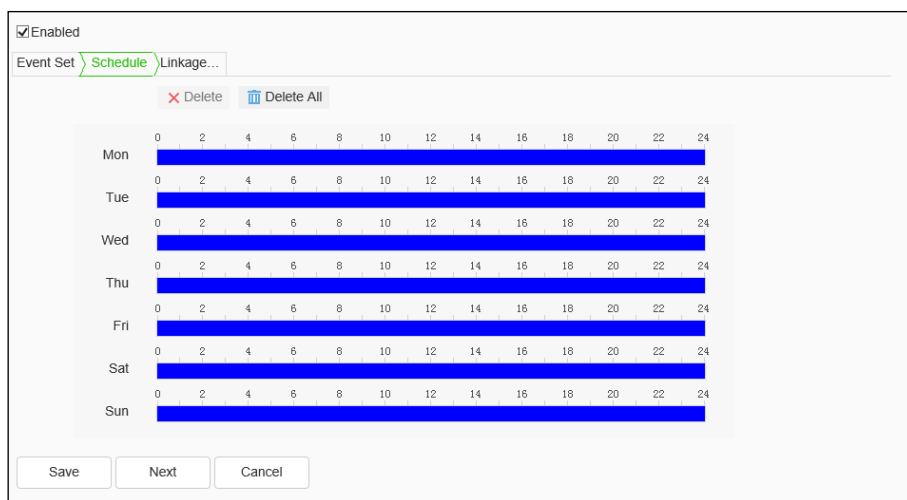 Enabled
Event Set Schedule Linkage...
Delete Delete All
0 2 4 6 8 10 12 14 16 18 20 22 24
Mon
0 2 4 6 8 10 12 14 16 18 20 22 24
Tue
0 2 4 6 8 10 12 14 16 18 20 22 24
Wed
0 2 4 6 8 10 12 14 16 18 20 22 24
Thu
0 2 4 6 8 10 12 14 16 18 20 22 24
Fri
0 2 4 6 8 10 12 14 16 18 20 22 24
Sat
0 2 4 6 8 10 12 14 16 18 20 22 24
Sun
Save Next Cancel